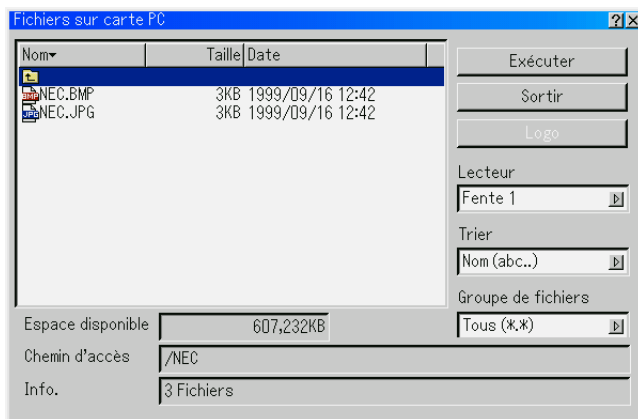 Fichiers sur carte PC
Nom Taille Date
NEC.BMP 3KB 1999/09/16 12:42
NEC.JPG 3KB 1999/09/16 12:42
Exécuter
Sortir
Logo
Lecteur
Fente 1
Trier
Nom (abc..)
Groupe de fichiers
Tous (*.*)
Espace disponible 607,232KB
Chemin d'accès /NEC
Info. 3 Fichiers